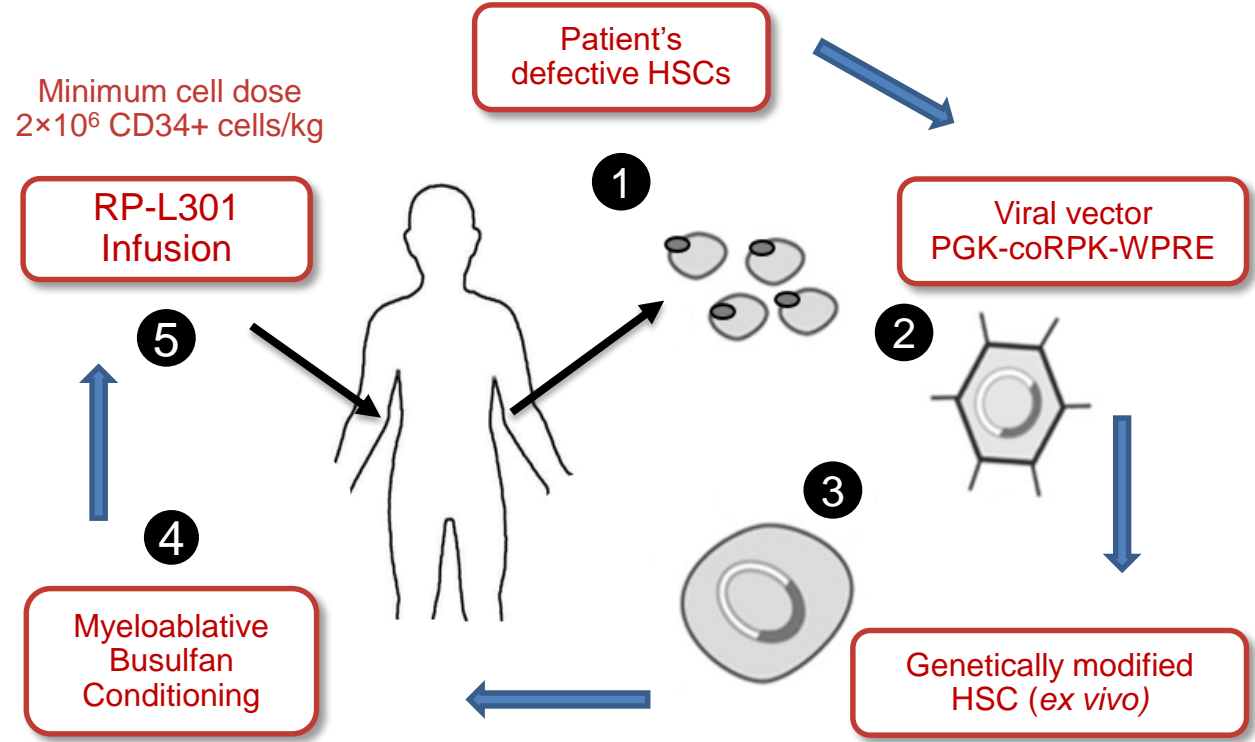 Patient's
defective HSCs
1
Viral vector
PGK-coRPK-WPRE
2
3
Genetically modified
HSC (ex vivo)
4
Myeloablative
Busulfan
Conditioning
Minimum cell dose
2×10⁶ CD34+ cells/kg
RP-L301
Infusion
5